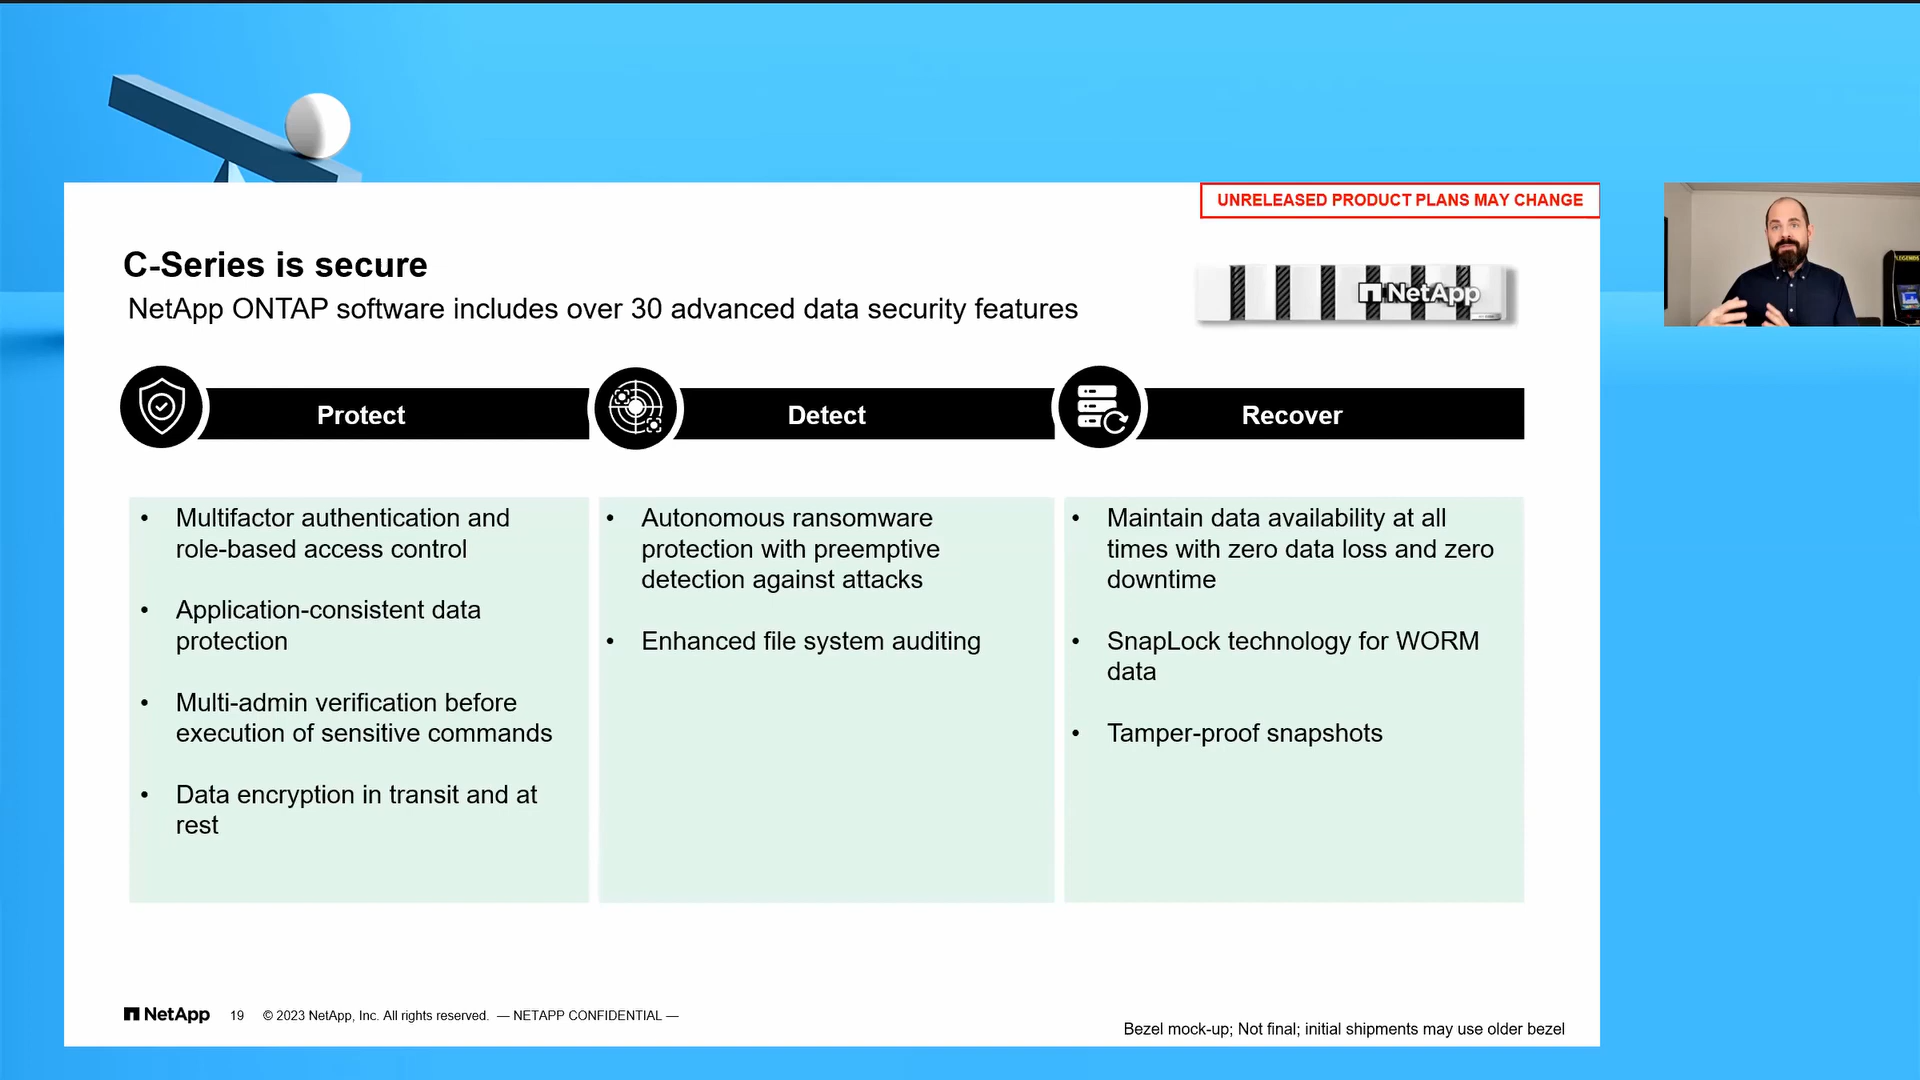 UNRELEASED PRODUCT PLANS MAY CHANGE
C-Series is secure
NetApp ONTAP software includes over 30 advanced data security features
NetApp
Protect
Detect
Recover
• Multifactor authentication and
role-based access control
• Application-consistent data
protection
• Multi-admin verification before
execution of sensitive commands
• Data encryption in transit and at
rest
• Autonomous ransomware
protection with preemptive
detection against attacks
• Enhanced file system auditing
• Maintain data availability at all
times with zero data loss and zero
downtime
• SnapLock technology for WORM
data
• Tamper-proof snapshots
NetApp 19 © 2023 NetApp, Inc. All rights reserved. — NETAPP CONFIDENTIAL —
Bezel mock-up; Not final; initial shipments may use older bezel
LEGENDS